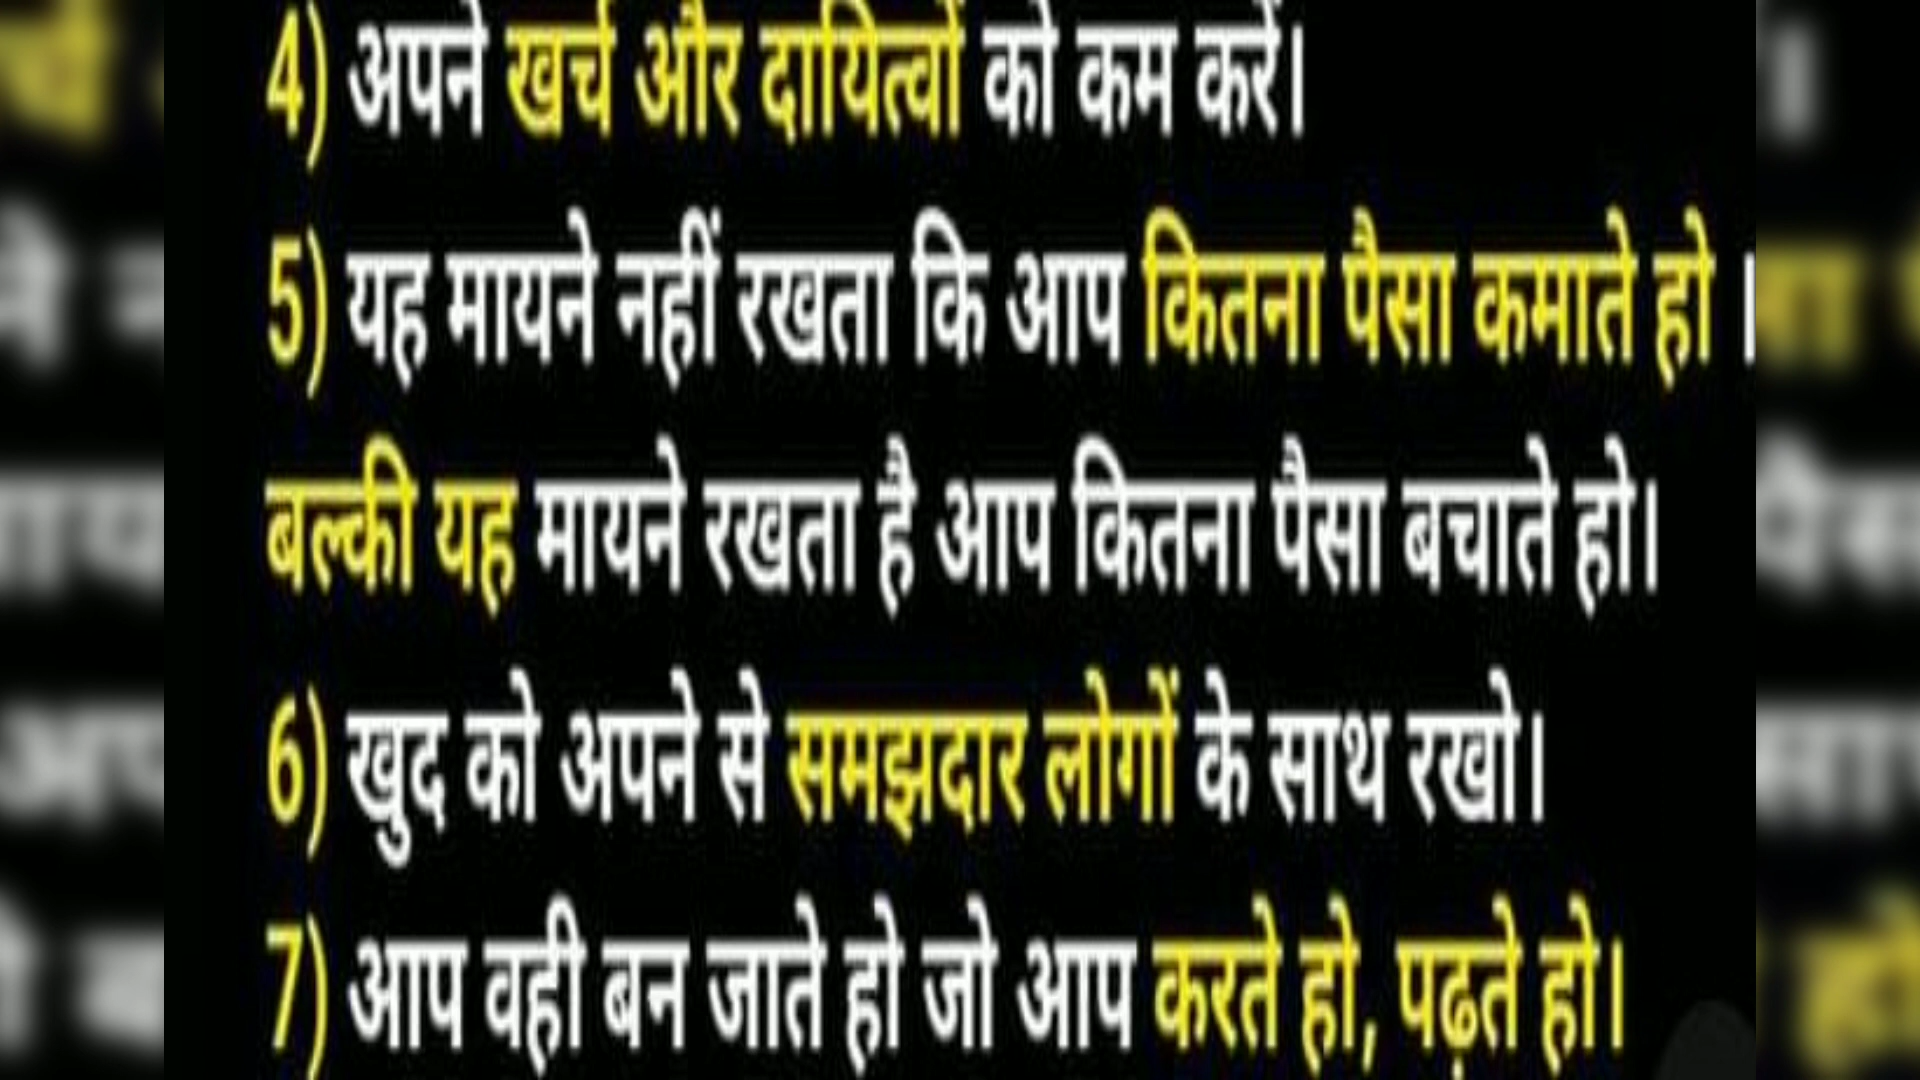 4) अपने खर्च और दायित्वों को कम करें।
5) यह मायने नहीं रखता कि आप कितना पैसा कमाते हो ।
बल्की यह मायने रखता है आप कितना पैसा बचाते हो।
6) खुद को अपने से समझदार लोगों के साथ रखो।
7) आप वही बन जाते हो जो आप करते हो, पढ़ते हो।